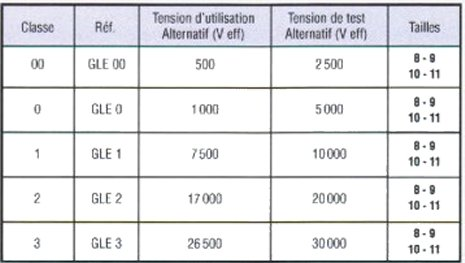 Classe Réf. Tension d'utilisation Alternatif (V eff) Tension de test Alternatif (V eff) Tailles
00 GLE 00 500 2 500 8 - 9 10 - 11
0 GLE 0 1 000 5 000 8 - 9 10 - 11
1 GLE 1 7 500 10 000 8 - 9 10 - 11
2 GLE 2 17 000 20 000 8 - 9 10 - 11
3 GLE 3 26 500 30 000 8 - 9 10 - 11